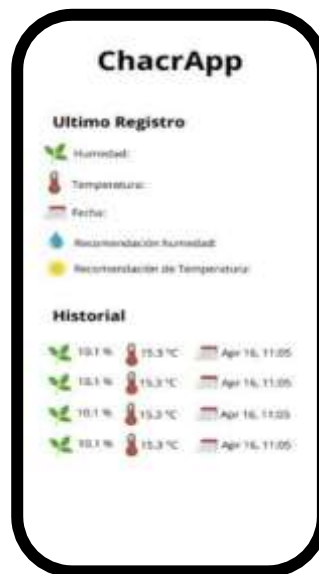 ChacrApp
Ultimo Registro
Humedad:
Temperatura:
Fecha:
Recomendación humedad:
Recomendación de Temperatura:
Historial
10.1 % 15.3 °C Apr 16, 11:05
10.1 % 15.3 °C Apr 16, 11:05
10.1 % 15.3 °C Apr 16, 11:05
10.1 % 15.3 °C Apr 16, 11:05